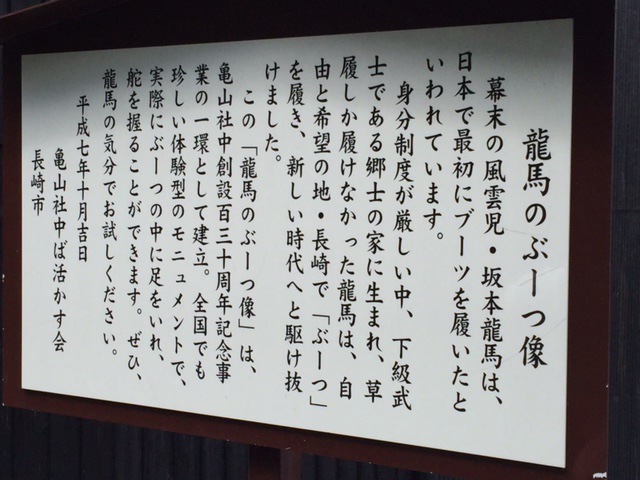 龍馬のぶーつ像
幕末の風雲児・坂本龍馬は、
日本で最初にブーツを履いたと
いわれています。
身分制度が厳しい中、下級武
士である郷士の家に生まれ、草
履しか履けなかった龍馬は、自
由と希望の地・長崎で「ぶーつ」
を履き、新しい時代へと駆け抜
けました。
この「龍馬のぶーつ像」は、
亀山社中創設百三十周年記念事
業の一環として建立。全国でも
珍しい体験型のモニュメントで、
実際にぶーつの中に足をいれ、
舵を握ることができます。ぜひ、
龍馬の気分でお試しください。
平成七年十月吉日
亀山社中ば活かす会
長崎市